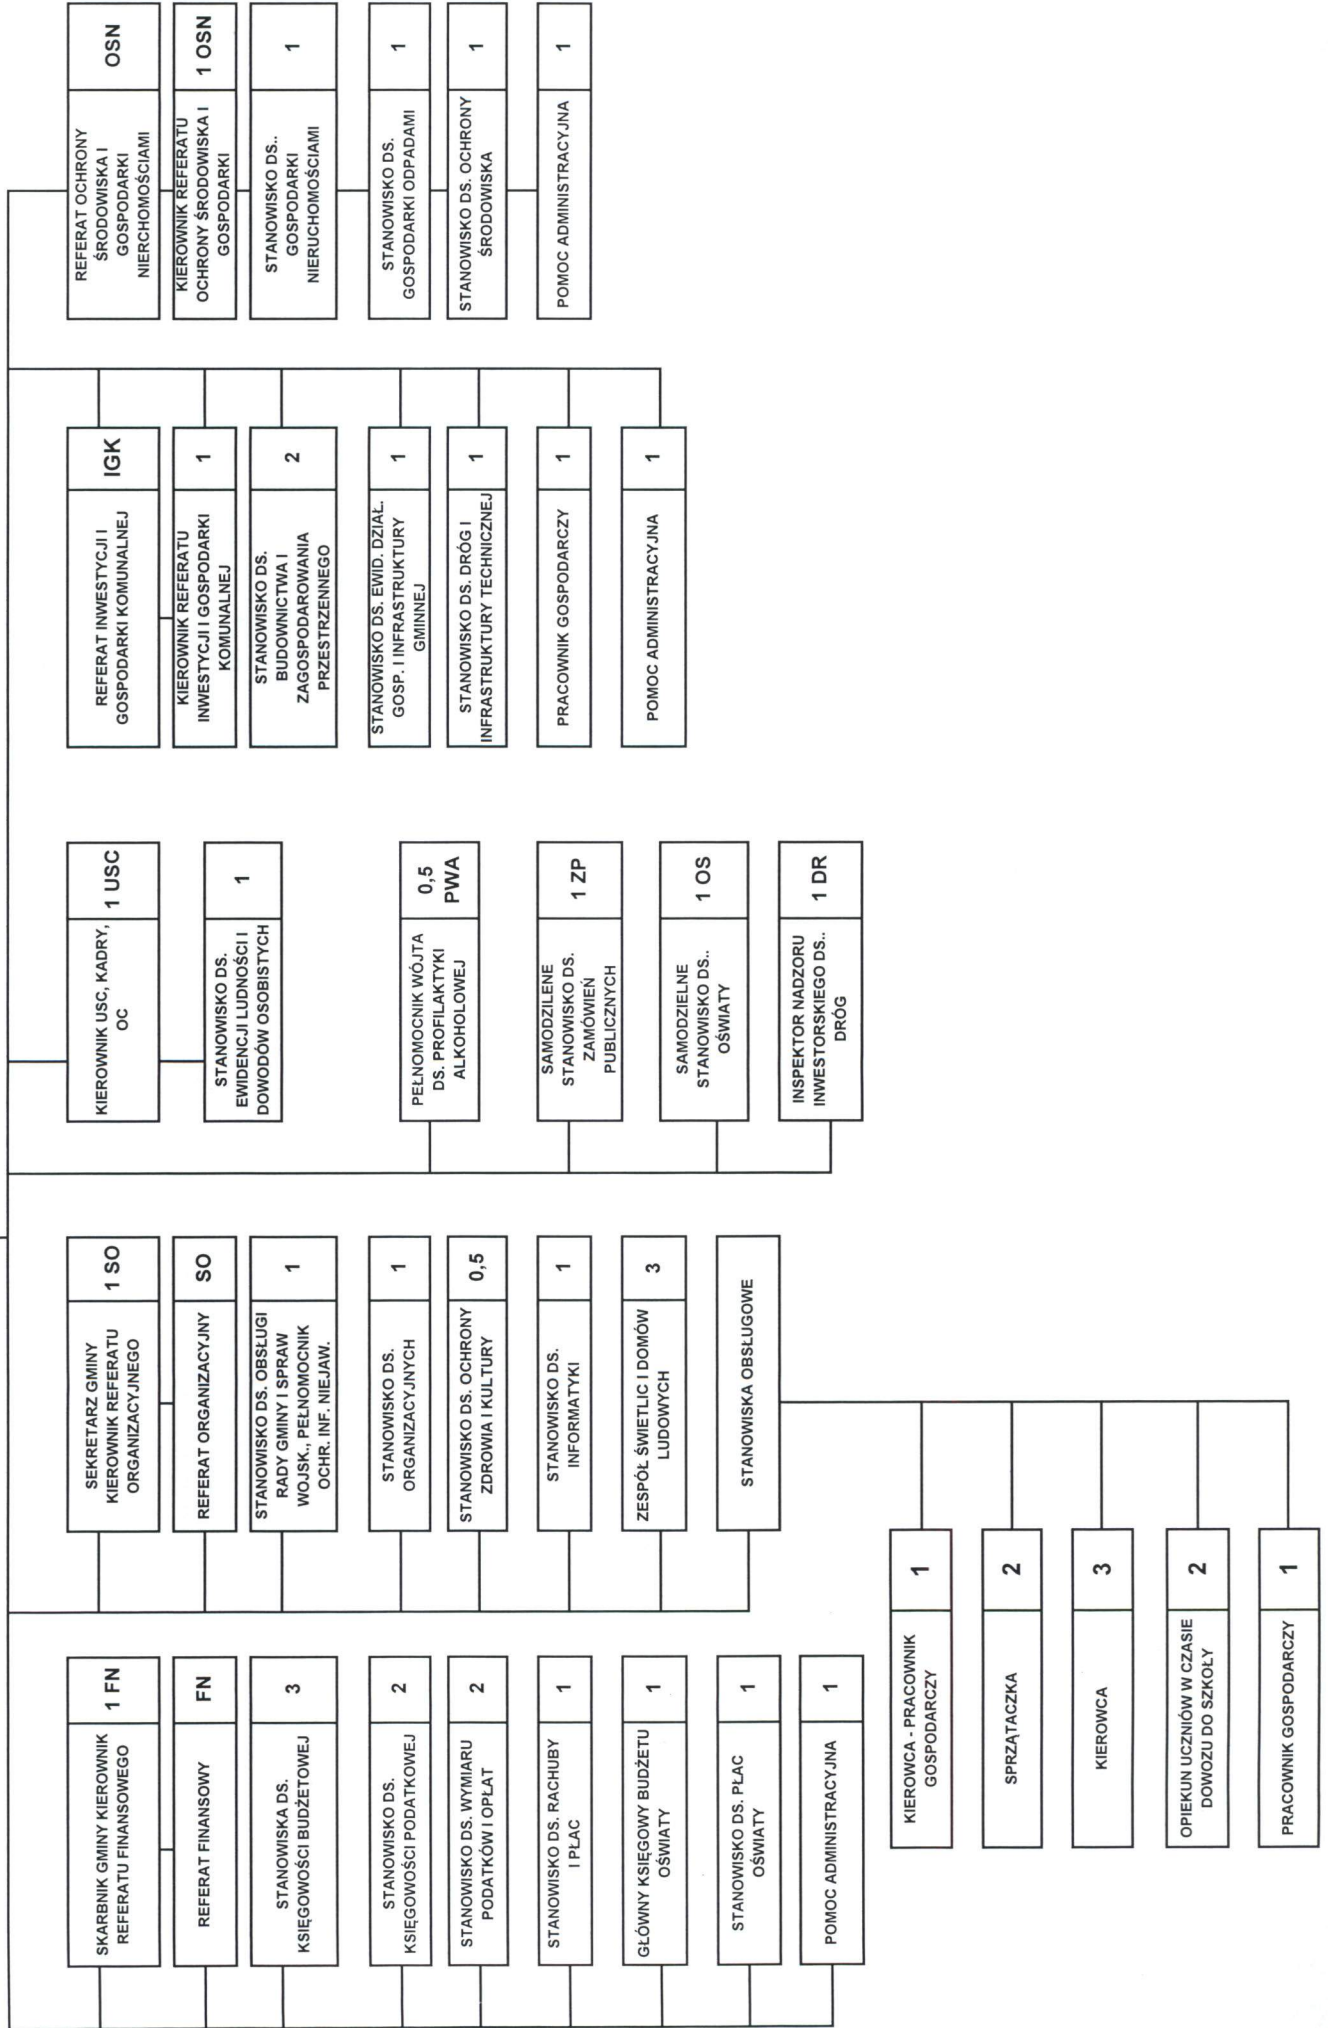 SKARBNIK GMINY KIEROWNIK
REFERATU FINANSOWEGO
1 FN
REFERAT FINANSOWY
FN
STANOWISKA DS.
KSIĘGOWOŚCI BUDŻETOWEJ
3
STANOWISKO DS.
KSIĘGOWOŚCI PODATKOWEJ
2
STANOWISKO DS. WYMIARU
PODATKÓW I OPŁAT
2
STANOWISKO DS. RACHUBY
I PŁAC
1
GŁÓWNY KSIĘGOWY BUDŻETU
OŚWIATY
1
STANOWISKO DS. PŁAC
OŚWIATY
1
POMOC ADMINISTRACYJNA
1
SEKRETARZ GMINY
KIEROWNIK REFERATU
ORGANIZACYJNEGO
1 SO
REFERAT ORGANIZACYJNY
SO
STANOWISKO DS. OBSŁUGI
RADY GMINY I SPRAW
WOJSK., PEŁNOMOCNIK
OCHR. INF. NIEJAW.
1
STANOWISKO DS.
ORGANIZACYJNYCH
1
STANOWISKO DS. OCHRONY
ZDROWIA I KULTURY
0,5
STANOWISKO DS.
INFORMATYKI
1
ZESPÓŁ ŚWIETLIC I DOMÓW
LUDOWYCH
3
STANOWISKA OBSŁUGOWE
KIEROWCA - PRACOWNIK
GOSPODARCZY
1
SPRZĄTACZKA
2
KIEROWCA
3
OPIEKUN UCZNIÓW W CZASIE
DOWOZU DO SZKOŁY
2
PRACOWNIK GOSPODARCZY
1
KIEROWNIK USC, KADRY,
OC
1 USC
STANOWISKO DS.
EWIDENCJI LUDNOŚCI I
DOWODÓW OSOBISTYCH
1
PEŁNOMOCNIK WÓJTA
DS. PROFILAKTYKI
ALKOHOLOWEJ
0,5
PWA
SAMODZILENE
STANOWISKO DS.
ZAMÓWIEŃ
PUBLICZNYCH
1 ZP
SAMODZIELNE
STANOWISKO DS..
OŚWIATY
1 OS
INSPEKTOR NADZORU
INWESTORSKIEGO DS..
DRÓG
1 DR
REFERAT INWESTYCJI I
GOSPODARKI KOMUNALNEJ
IGK
KIEROWNIK REFERATU
INWESTYCJI I GOSPODARKI
KOMUNALNEJ
1
STANOWISKO DS.
BUDOWNICTWA I
ZAGOSPODAROWANIA
PRZESTRZENNEGO
2
STANOWISKO DS. EWID. DZIAŁ.
GOSP. I INFRASTRUKTURY
GMINNEJ
1
STANOWISKO DS. DRÓG I
INFRASTRUKTURY TECHNICZNEJ
1
PRACOWNIK GOSPODARCZY
1
POMOC ADMINISTRACYJNA
1
REFERAT OCHRONY
ŚRODOWISKA I
GOSPODARKI
NIERCHOMOŚCIAMI
OSN
KIEROWNIK REFERATU
OCHRONY ŚRODOWISKA I
GOSPODARKI
1 OSN
STANOWISKO DS..
GOSPODARKI
NIERUCHOMOŚCIAMI
1
STANOWISKO DS.
GOSPODARKI ODPADAMI
1
STANOWISKO DS. OCHRONY
ŚRODOWISKA
1
POMOC ADMINISTRACYJNA
1